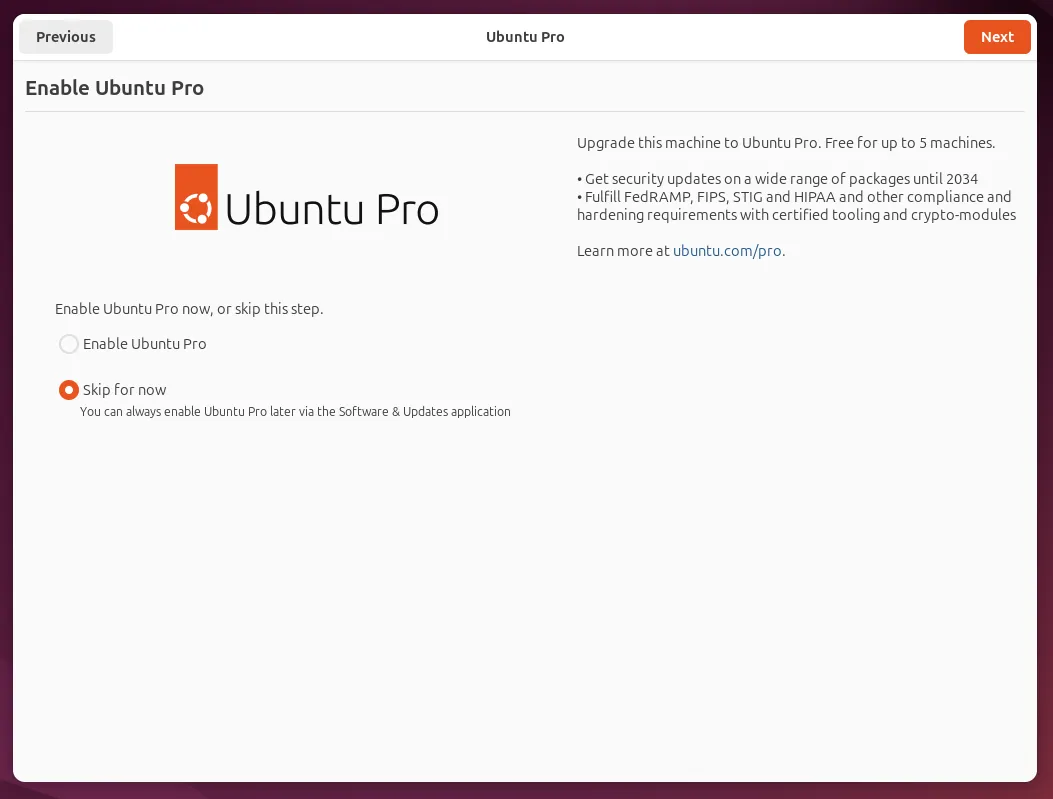 Previous
Ubuntu Pro
Next
Enable Ubuntu Pro
Ubuntu Pro
Upgrade this machine to Ubuntu Pro. Free for up to 5 machines.
• Get security updates on a wide range of packages until 2034
• Fulfill FedRAMP, FIPS, STIG and HIPAA and other compliance and
hardening requirements with certified tooling and crypto-modules
Learn more at ubuntu.com/pro.
Enable Ubuntu Pro now, or skip this step.
Enable Ubuntu Pro
Skip for now
You can always enable Ubuntu Pro later via the Software & Updates application